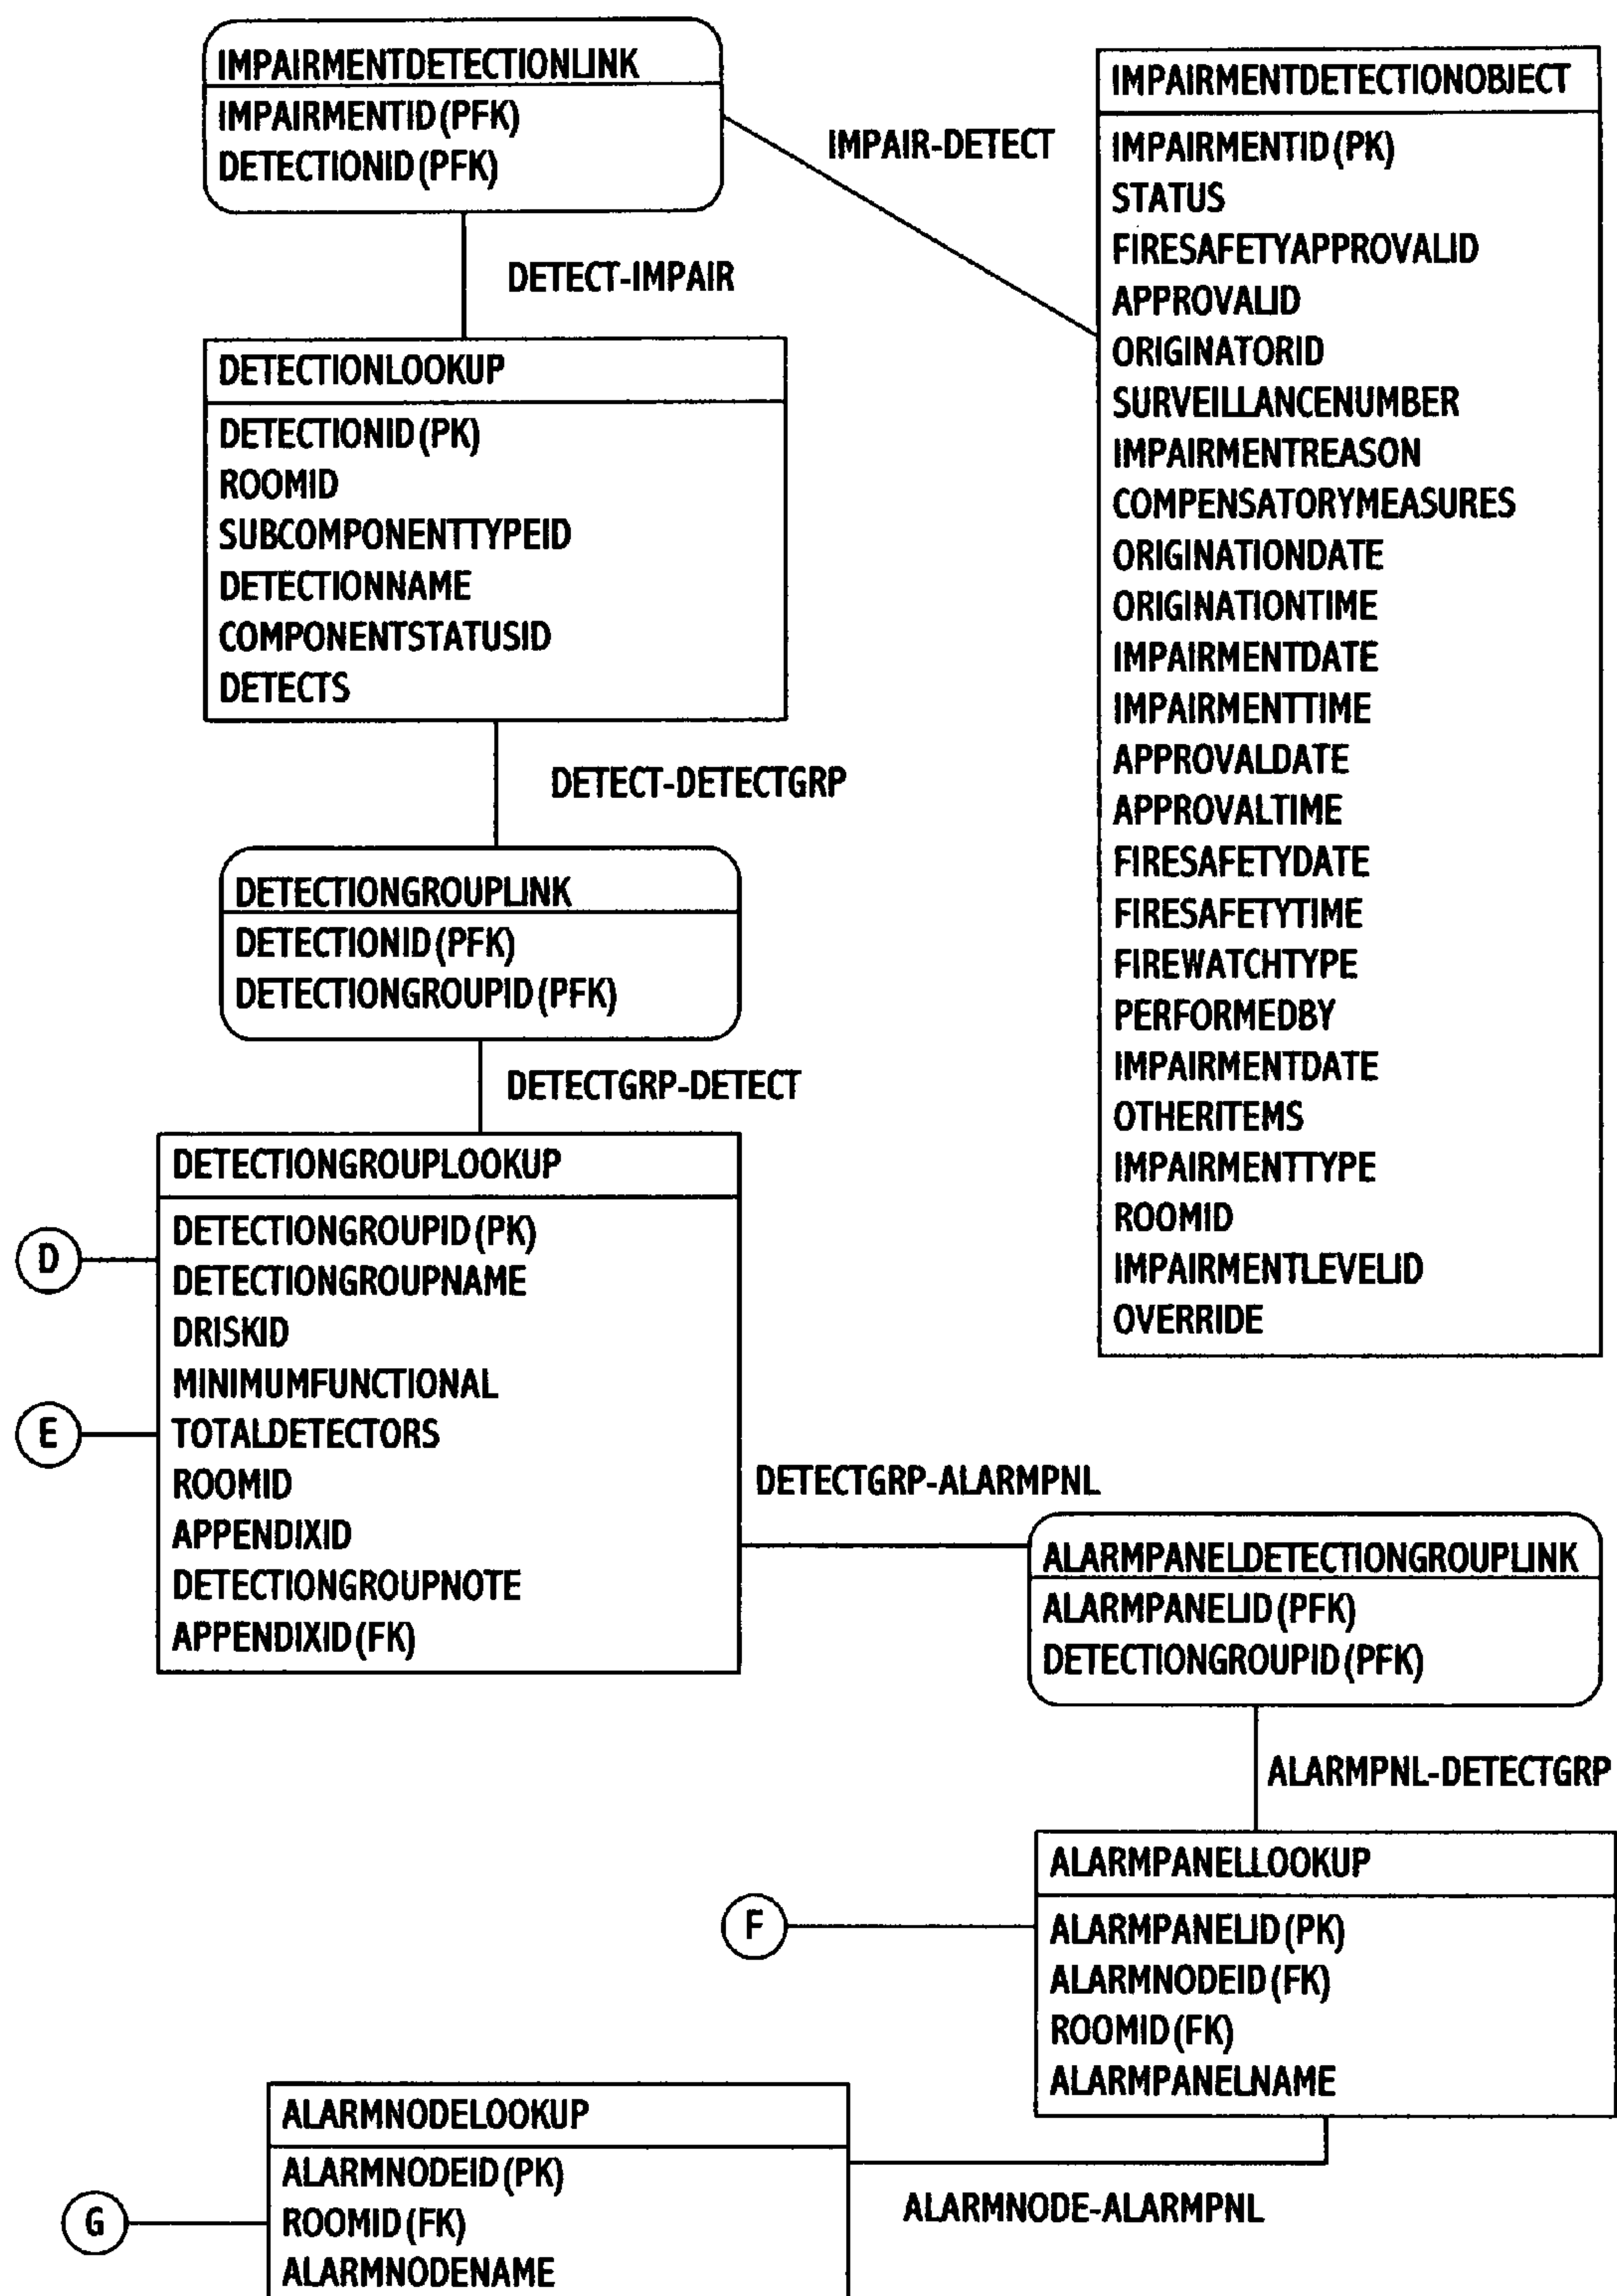 IMPAIRMENTDETECTIONLINK
IMPAIRMENTID(PFK)
DETECTIONID(PFK)
IMPAIR-DETECT
IMPAIRMENTDETECTIONOBJECT
IMPAIRMENTID(PK)
STATUS
FIRESAFETYAPPROVALID
APPROVALID
ORIGINATORID
SURVEILLANCENUMBER
IMPAIRMENTREASON
COMPENSATORYMEASURES
ORIGINATIONDATE
ORIGINATIONTIME
IMPAIRMENTDATE
IMPAIRMENTTIME
APPROVALDATE
APPROVALTIME
FIRESAFETYDATE
FIRESAFETYTIME
FIREWATCHTYPE
PERFORMEDBY
IMPAIRMENTDATE
OTHERITEMS
IMPAIRMENTTYPE
ROOMID
IMPAIRMENTLEVELID
OVERRIDE
DETECT-IMPAIR
DETECTIONLOOKUP
DETECTIONID(PK)
ROOMID
SUBCOMPONENTTYPEID
DETECTIONNAME
COMPONENTSTATUSID
DETECTS
DETECT-DETECTGRP
DETECTIONGROUPLINK
DETECTIONID(PFK)
DETECTIONGROUPID(PFK)
DETECTGRP-DETECT
DETECTIONGROUPLOOKUP
DETECTIONGROUPID(PK)
DETECTIONGROUPNAME
DRISKID
MINIMUMFUNCTIONAL
TOTALDETECTORS
ROOMID
APPENDIXID
DETECTIONGROUPNOTE
APPENDIXID(FK)
D
E
DETECTGRP-ALARMPNL
ALARMPANELDETECTIONGROUPLINK
ALARMPANELID(PFK)
DETECTIONGROUPID(PFK)
ALARMPNL-DETECTGRP
ALARMPANELLOOKUP
ALARMPANELID(PK)
ALARMNODEID(FK)
ROOMID(FK)
ALARMPANELNAME
F
ALARMNODELOOKUP
ALARMNODEID(PK)
ROOMID(FK)
ALARMNODENAME
G
ALARMNODE-ALARMPNL